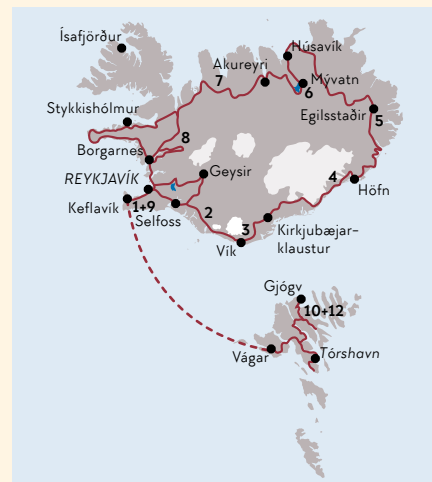 Ísafjörður
Húsavík
Akureyri
7
Mývatn
6
Stykkishólmur
Egilsstaðir
5
8
Borgarnes
REYKJAVÍK
Geysir
4
Keflavík
1+9
Höfn
Selfoss
2
3
Kirkjubæjar-
klaustur
Vík
Gjógv
10+12
Vágar
Tórshavn